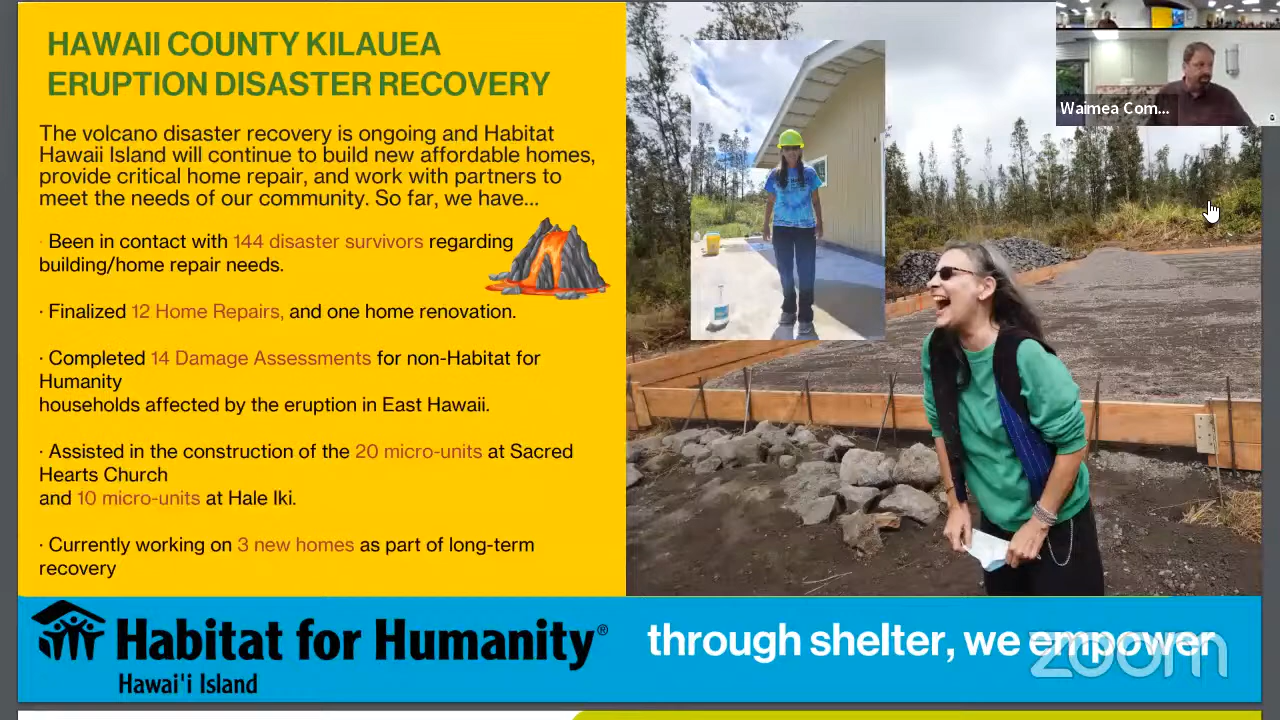 HAWAII COUNTY KILAUEA
ERUPTION DISASTER RECOVERY
The volcano disaster recovery is ongoing and Habitat
Hawaii Island will continue to build new affordable homes,
provide critical home repair, and work with partners to
meet the needs of our community. So far, we have...
· Been in contact with 144 disaster survivors regarding
building/home repair needs.
· Finalized 12 Home Repairs, and one home renovation.
· Completed 14 Damage Assessments for non-Habitat for
Humanity
households affected by the eruption in East Hawaii.
· Assisted in the construction of the 20 micro-units at Sacred
Hearts Church
and 10 micro-units at Hale Iki.
· Currently working on 3 new homes as part of long-term
recovery
Waimea Com...
Habitat for Humanity®
Hawai'i Island
through shelter, we empower
zoom